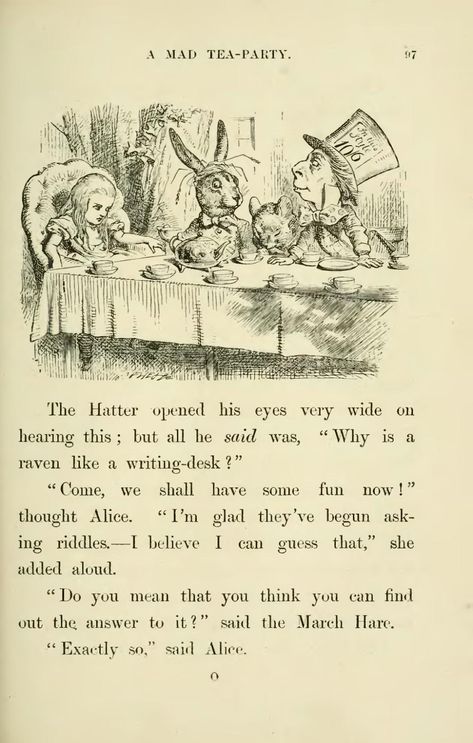 A MAD TEA-PARTY. 97
In this
Style
10/6
The Hatter opened his eyes very wide on
hearing this ; but all he said was, “ Why is a
raven like a writing-desk ? ”
“ Come, we shall have some fun now ! ”
thought Alice. “ I'm glad they've begun ask-
ing riddles.—I believe I can guess that,” she
added aloud.
“ Do you mean that you think you can find
out the answer to it ? ” said the March Hare.
“ Exactly so,” said Alice.
O